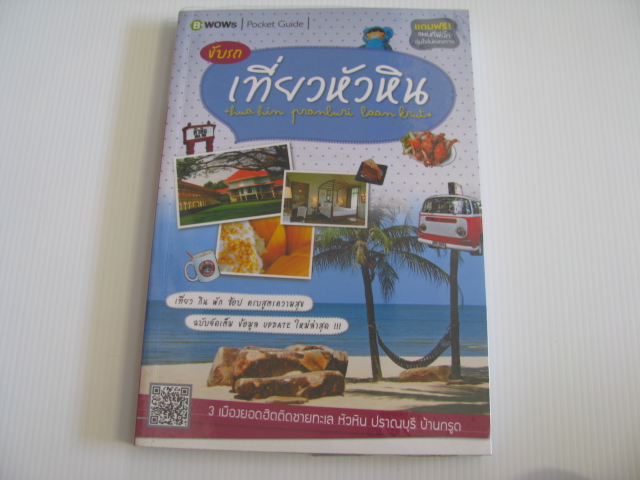 B WOWS Pocket Guide
แถมฟรี!
ขับรถ
เที่ยวหัวหิน
hua hin pranburi baan krut
หัวหิน
เที่ยว กิน พัก ช้อป ครบสูตรความสุข
ฉบับจัดเต็ม ข้อมูล UPDATE ใหม่ล่าสุด !!!
3 เมืองยอดฮิตติดชายทะเล หัวหิน ปราณบุรี บ้านกรูด